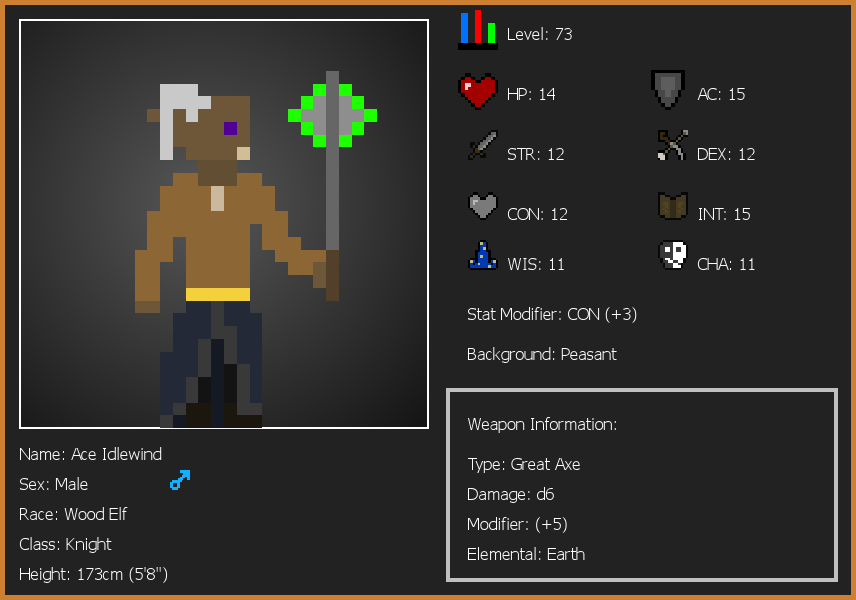 Level: 73
HP: 14
AC: 15
STR: 12
DEX: 12
CON: 12
INT: 15
WIS: 11
CHA: 11
Stat Modifier: CON (+3)
Background: Peasant
Weapon Information:
Type: Great Axe
Damage: d6
Modifier: (+5)
Elemental: Earth
Name: Ace Idlewind
Sex: Male
Race: Wood Elf
Class: Knight
Height: 173cm (5'8")